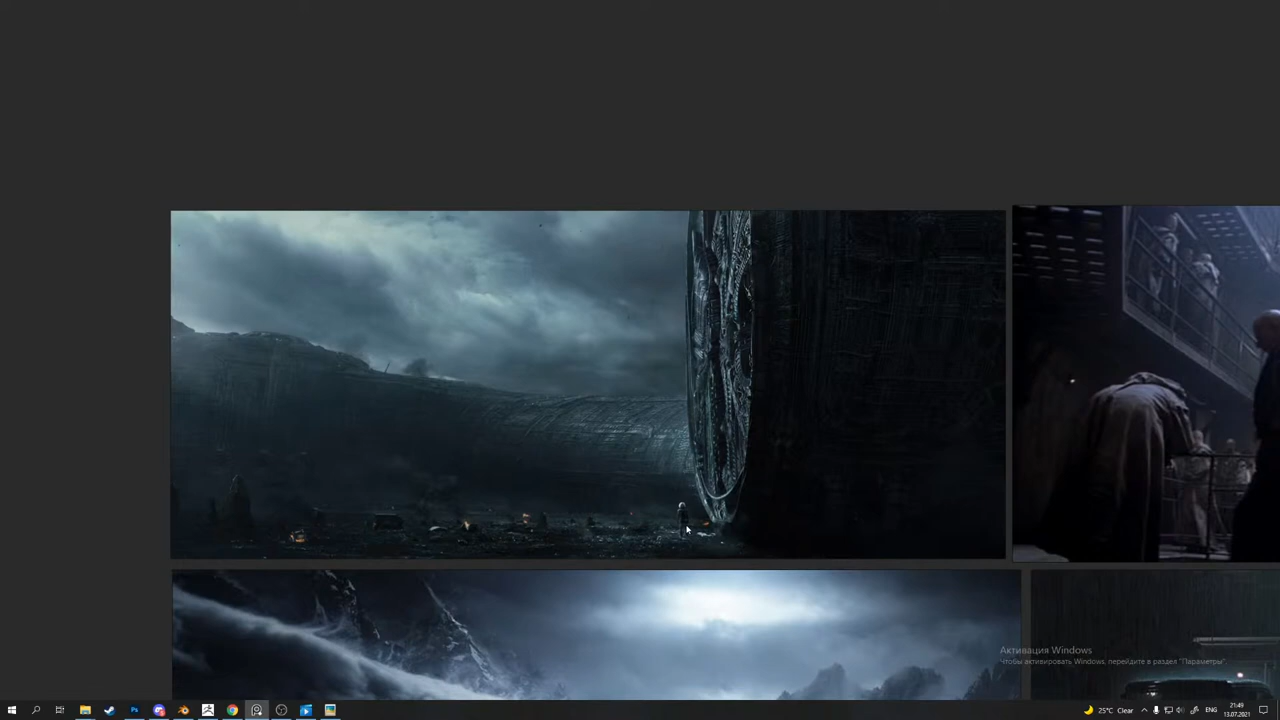 Активация Windows
Чтобы активировать Windows, перейдите в раздел "Параметры".
25°C Clear
ENG
21:49
13.07.2021